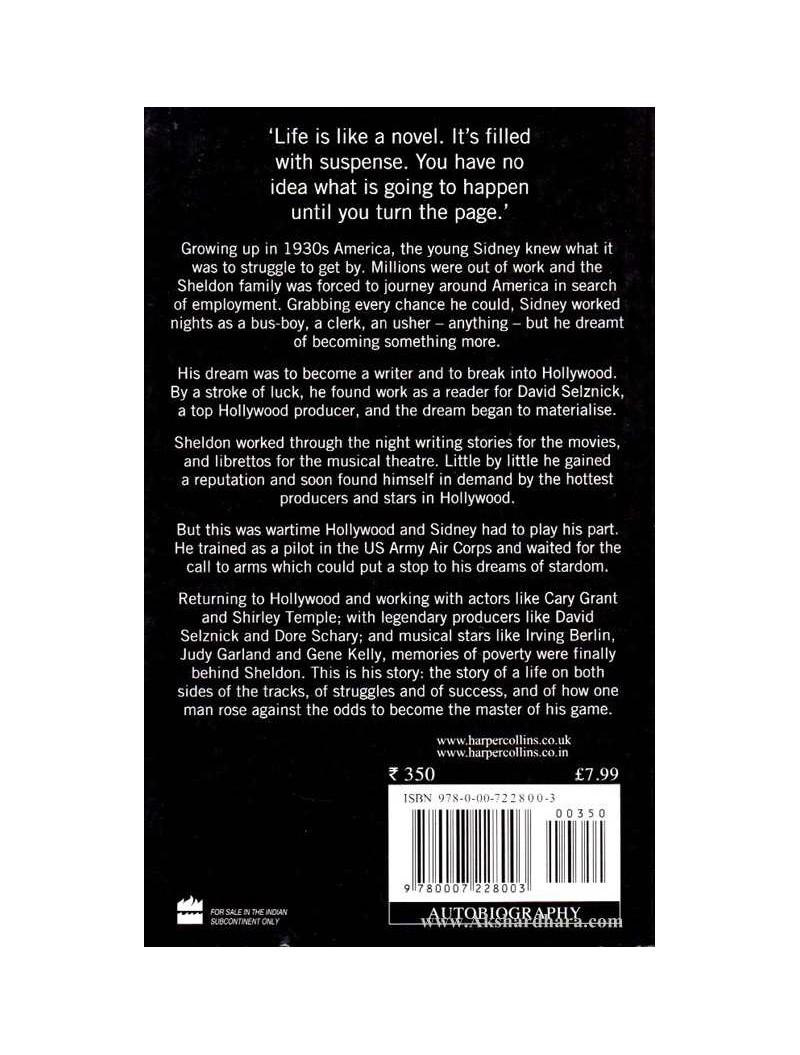 ‘Life is like a novel. It’s filled
with suspense. You have no
idea what is going to happen
until you turn the page.’
Growing up in 1930s America, the young Sidney knew what it
was to struggle to get by. Millions were out of work and the
Sheldon family was forced to journey around America in search
of employment. Grabbing every chance he could, Sidney worked
nights as a bus-boy, a clerk, an usher – anything – but he dreamt
of becoming something more.
His dream was to become a writer and to break into Hollywood.
By a stroke of luck, he found work as a reader for David Selznick,
a top Hollywood producer, and the dream began to materialise.
Sheldon worked through the night writing stories for the movies,
and librettos for the musical theatre. Little by little he gained
a reputation and soon found himself in demand by the hottest
producers and stars in Hollywood.
But this was wartime Hollywood and Sidney had to play his part.
He trained as a pilot in the US Army Air Corps and waited for the
call to arms which could put a stop to his dreams of stardom.
Returning to Hollywood and working with actors like Cary Grant
and Shirley Temple; with legendary producers like David
Selznick and Dore Schary; and musical stars like Irving Berlin,
Judy Garland and Gene Kelly, memories of poverty were finally
behind Sheldon. This is his story: the story of a life on both
sides of the tracks, of struggles and of success, and of how one
man rose against the odds to become the master of his game.
www.harpercollins.co.uk
www.harpercollins.co.in
₹ 350 £7.99
ISBN 978-0-00-722800-3
00350
9 780007 228003
FOR SALE IN THE INDIAN
SUBCONTINENT ONLY
AUTOBIOGRAPHY
www.Akshardhara.com